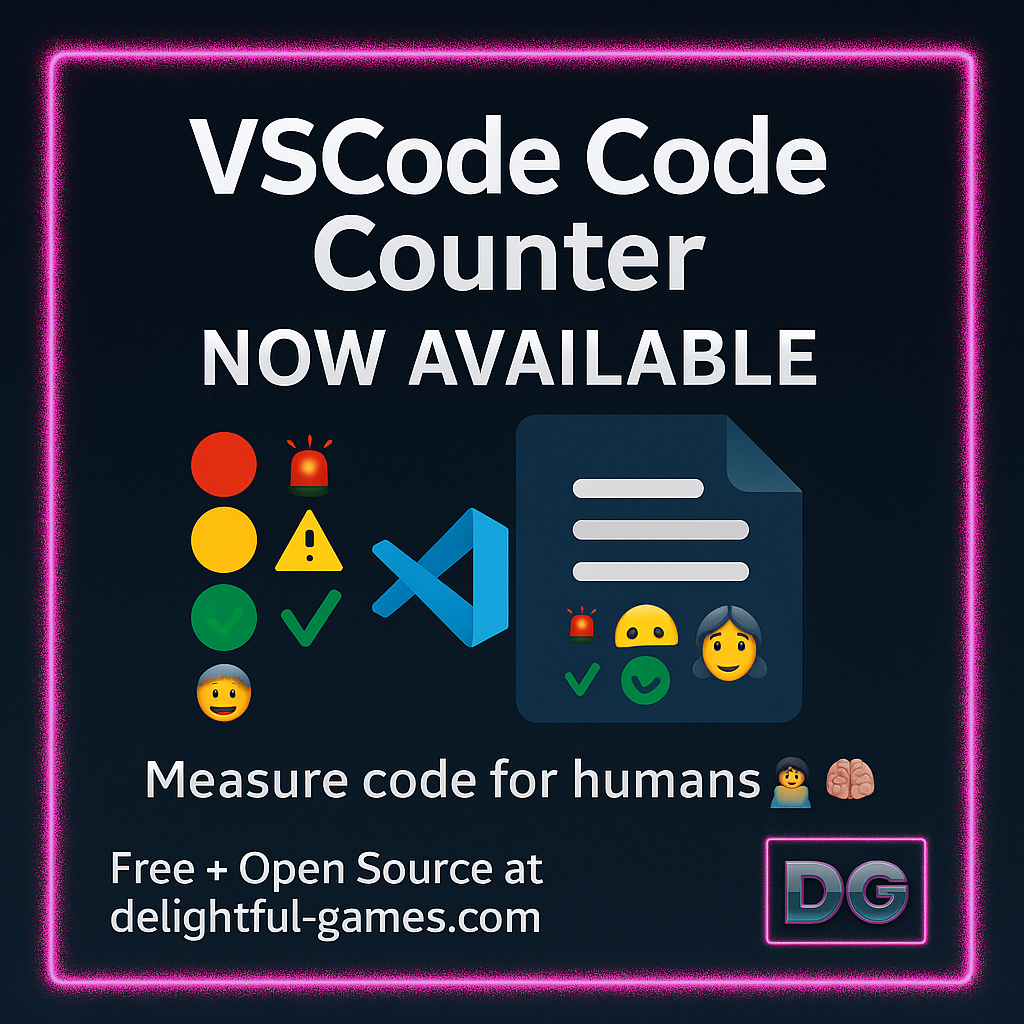 VSCode Code
Counter
NOW AVAILABLE
Measure code for humans
Free + Open Source at
delightful-games.com
DG